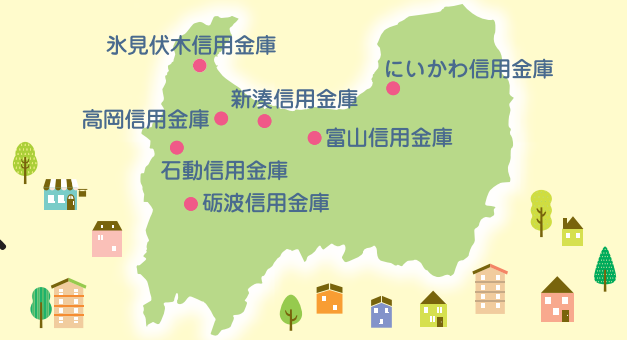 氷見伏木信用金庫
にいかわ信用金庫
新湊信用金庫
高岡信用金庫
富山信用金庫
石動信用金庫
砺波信用金庫